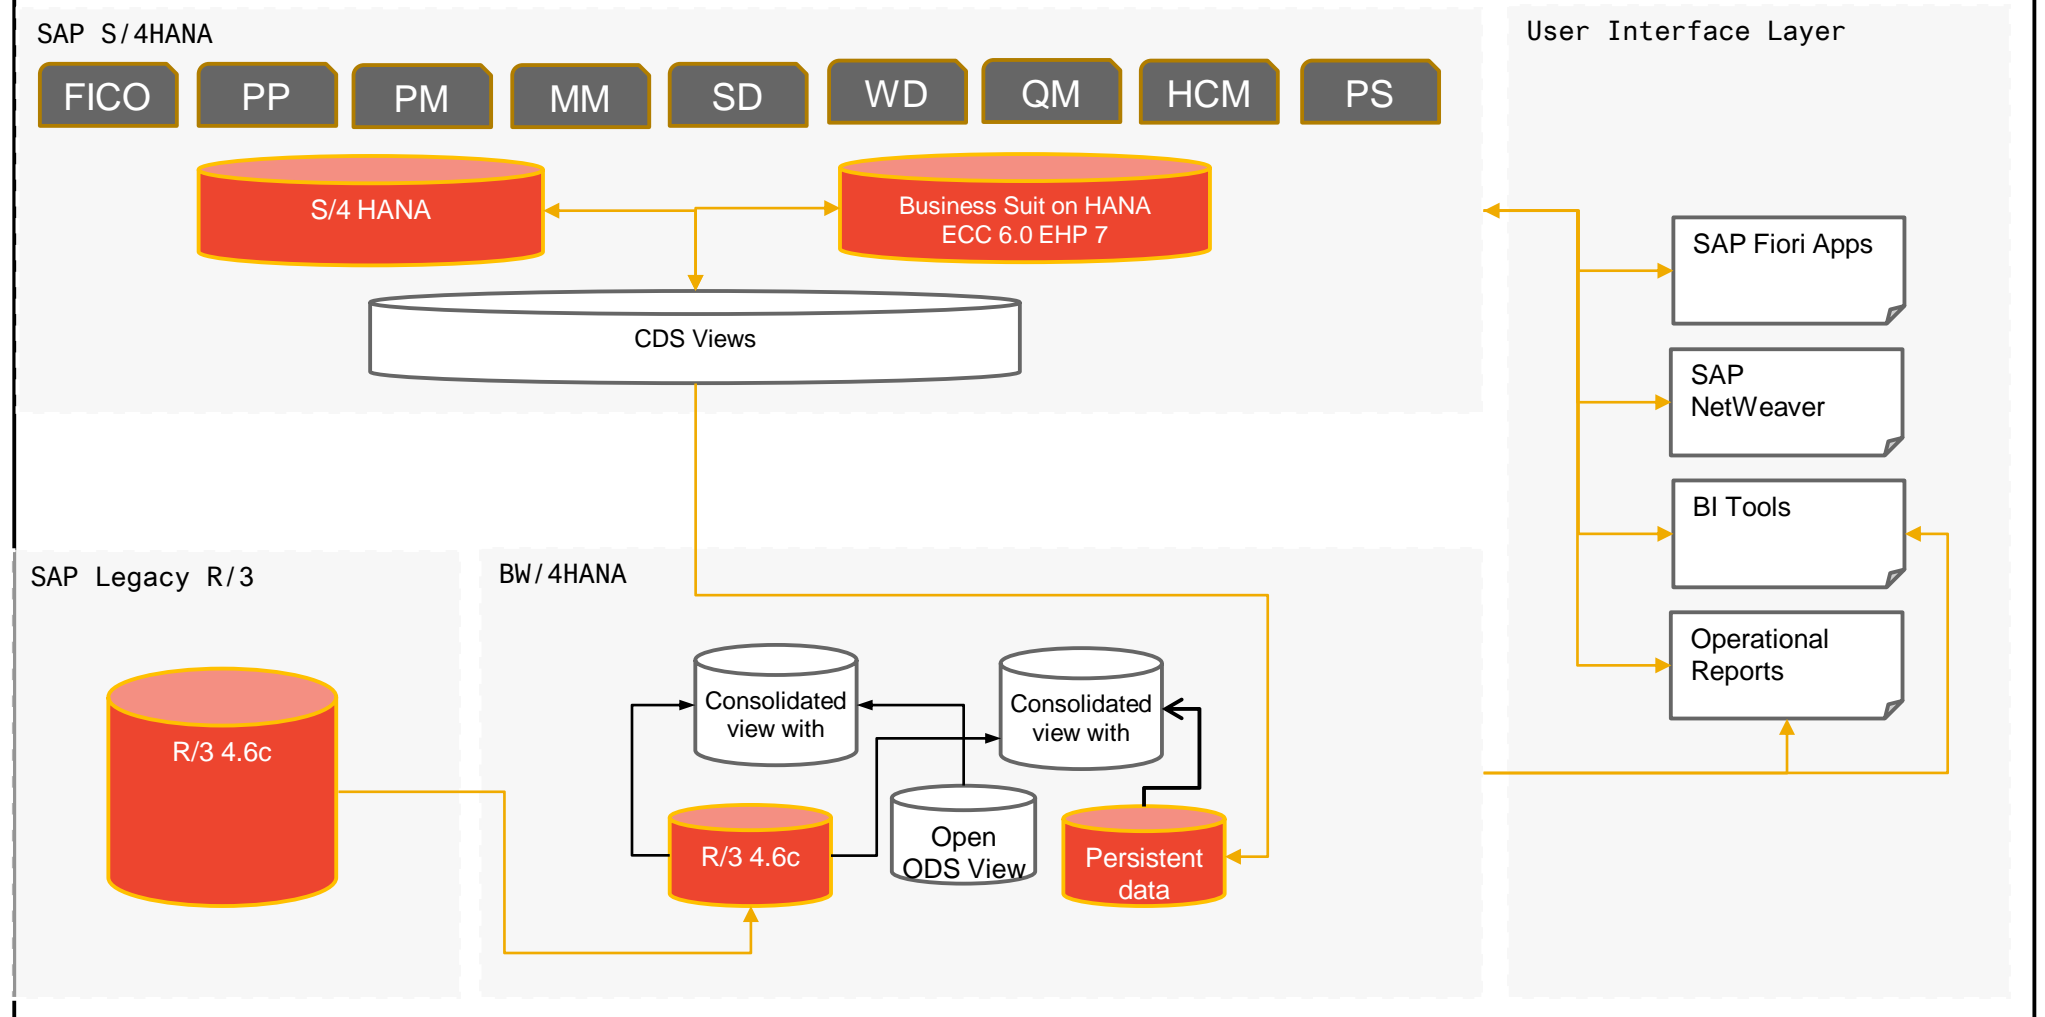 SAP S/4HANA
FICO
PP
PM
MM
SD
WD
QM
HCM
PS
S/4 HANA
Business Suit on HANA
ECC 6.0 EHP 7
CDS Views
User Interface Layer
SAP Fiori Apps
SAP
NetWeaver
BI Tools
Operational
Reports
SAP Legacy R/3
R/3 4.6c
BW/4HANA
Consolidated
view with
Consolidated
view with
R/3 4.6c
Open
ODS View
Persistent
data